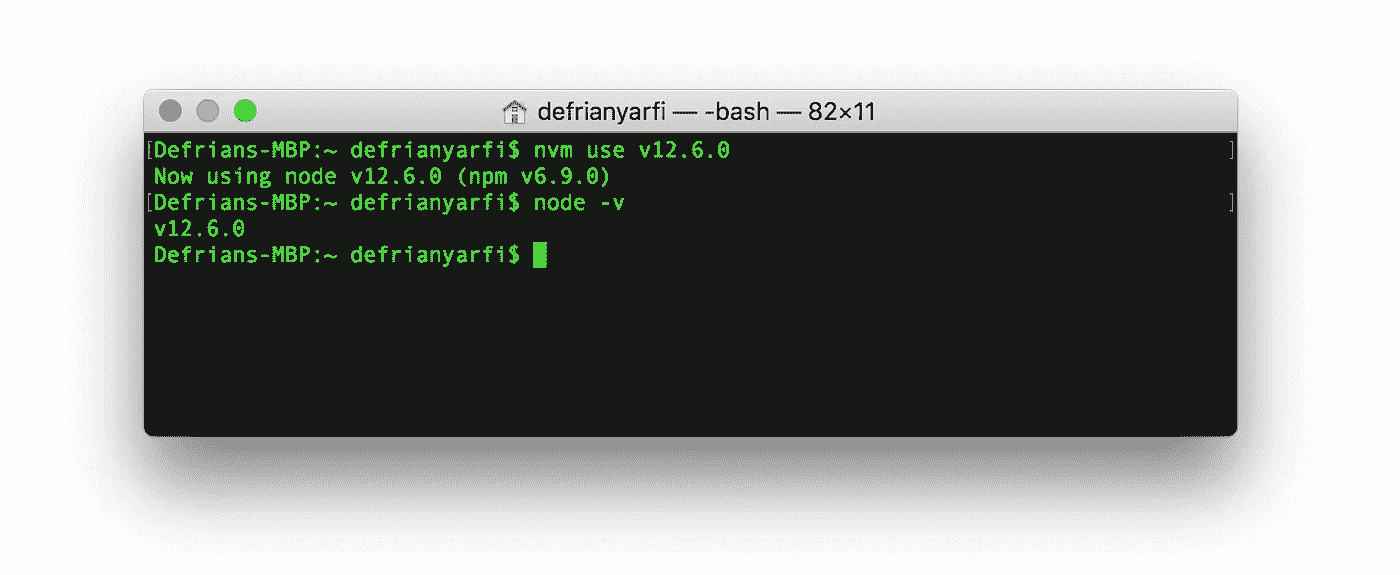 defrianyarfi — -bash — 82×11
[Defrians-MBP:~ defrianyarfi$ nvm use v12.6.0 ]
Now using node v12.6.0 (npm v6.9.0)
[Defrians-MBP:~ defrianyarfi$ node -v ]
v12.6.0
Defrians-MBP:~ defrianyarfi$